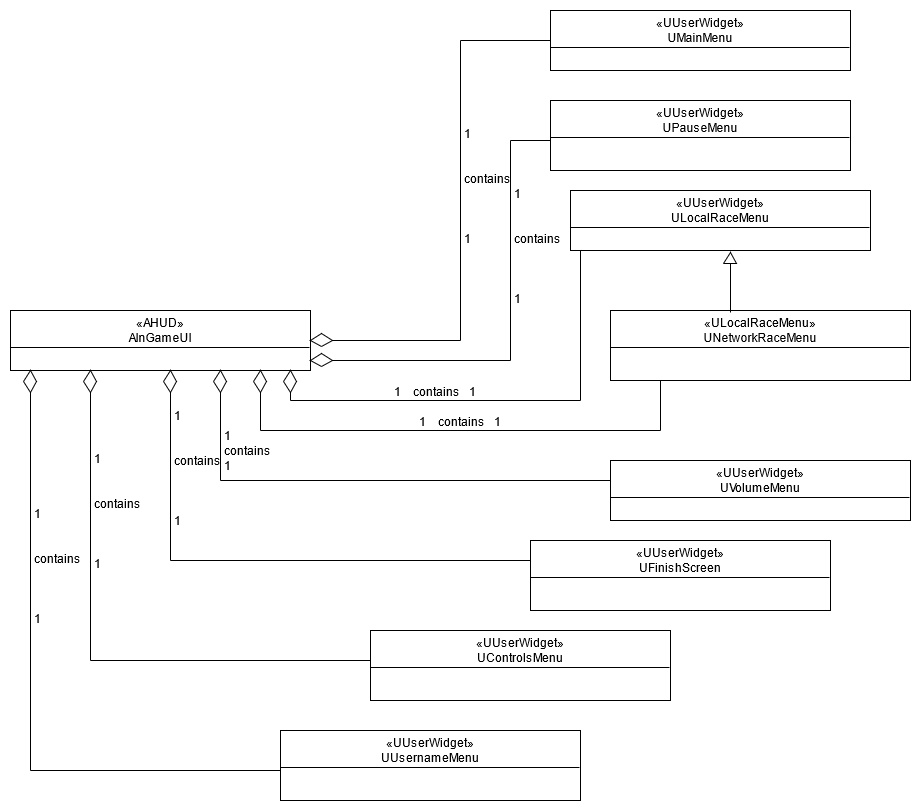 «UUserWidget»
UMainMenu
«UUserWidget»
UPauseMenu
1
contains
1
1
contains
1
«UUserWidget»
ULocalRaceMenu
«AHUD»
AInGameUI
«ULocalRaceMenu»
UNetworkRaceMenu
1 contains 1
1 contains 1
1
contains
1
1
contains
1
1
contains
1
1
contains
1
«UUserWidget»
UVolumeMenu
«UUserWidget»
UFinishScreen
«UUserWidget»
UControlsMenu
«UUserWidget»
UUsernameMenu